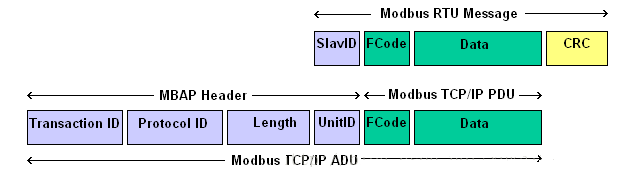 Modbus RTU Message
SlavID FCode Data CRC
MBAP Header Modbus TCP/IP PDU
Transaction ID Protocol ID Length UnitID FCode Data
Modbus TCP/IP ADU